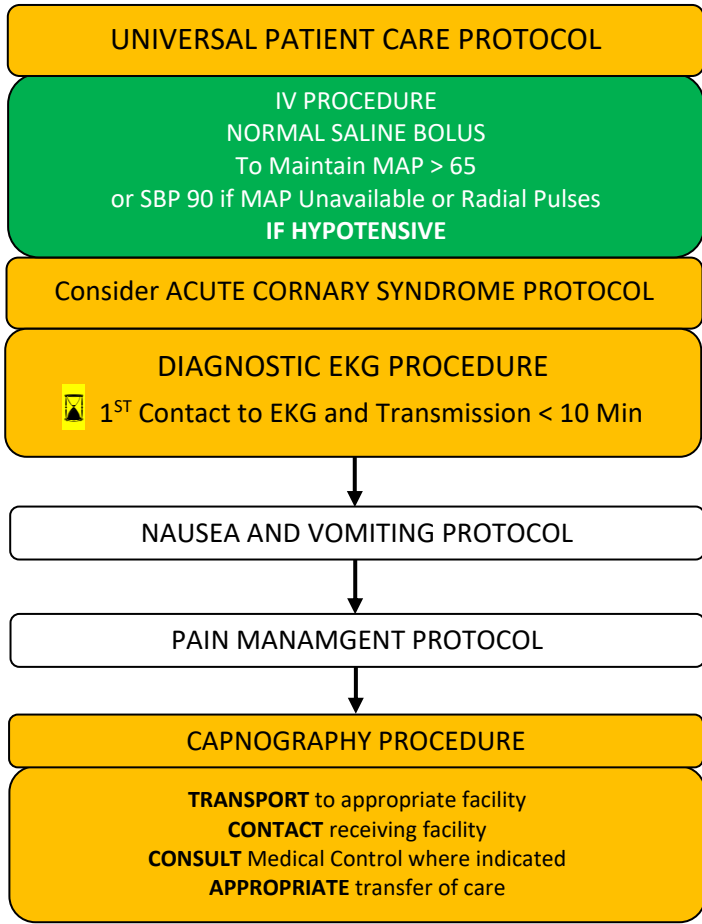 UNIVERSAL PATIENT CARE PROTOCOL
IV PROCEDURE
NORMAL SALINE BOLUS
To Maintain MAP > 65
or SBP 90 if MAP Unavailable or Radial Pulses
IF HYPOTENSIVE
Consider ACUTE CORNARY SYNDROME PROTOCOL
DIAGNOSTIC EKG PROCEDURE
1ST Contact to EKG and Transmission < 10 Min
NAUSEA AND VOMITING PROTOCOL
PAIN MANAMGENT PROTOCOL
CAPNOGRAPHY PROCEDURE
TRANSPORT to appropriate facility
CONTACT receiving facility
CONSULT Medical Control where indicated
APPROPRIATE transfer of care